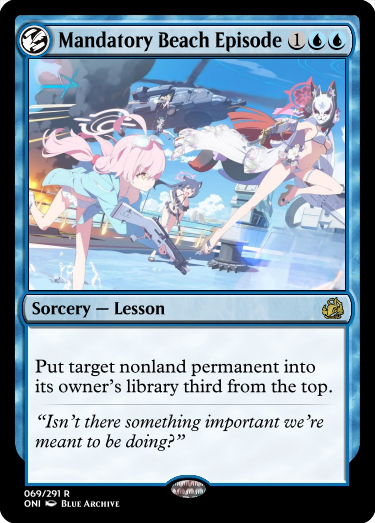 Mandatory Beach Episode 1
Sorcery — Lesson
Put target nonland permanent into
its owner's library third from the top.
“Isn't there something important we're
meant to be doing?”
069/291 R
ONI Blue Archive